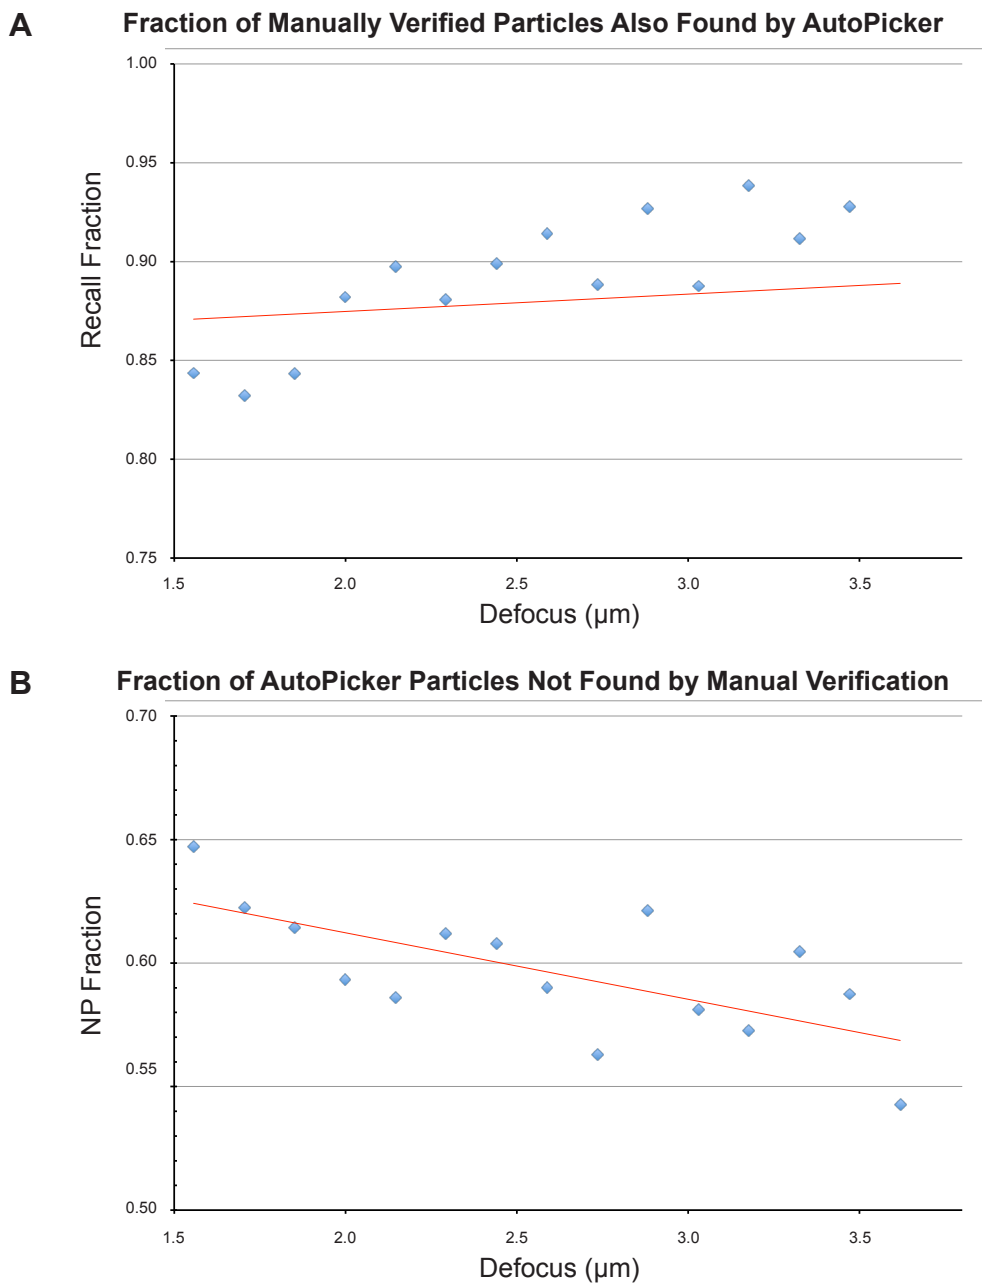 A
Fraction of Manually Verified Particles Also Found by AutoPicker
1.00
0.95
0.90
0.85
0.80
0.75
Recall Fraction
1.5 2.0 2.5 3.0 3.5
Defocus (µm)
B
Fraction of AutoPicker Particles Not Found by Manual Verification
0.70
0.65
0.60
0.55
0.50
NP Fraction
1.5 2.0 2.5 3.0 3.5
Defocus (µm)